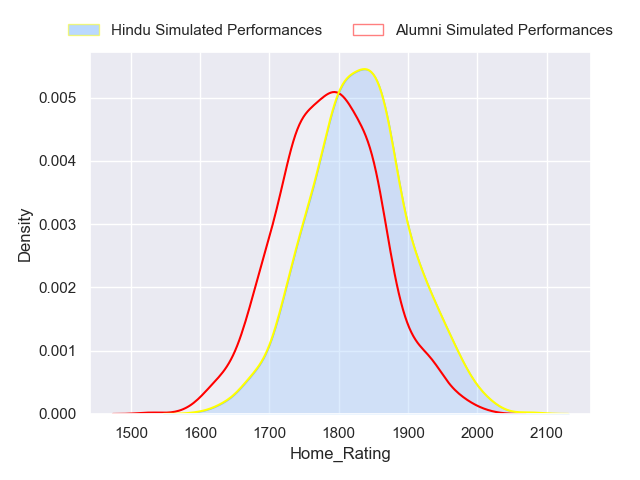 Hindu Simulated Performances Alumni Simulated Performances
0.005
0.004
0.003
0.002
0.001
0.000
Density
1500 1600 1700 1800 1900 2000 2100
Home_Rating